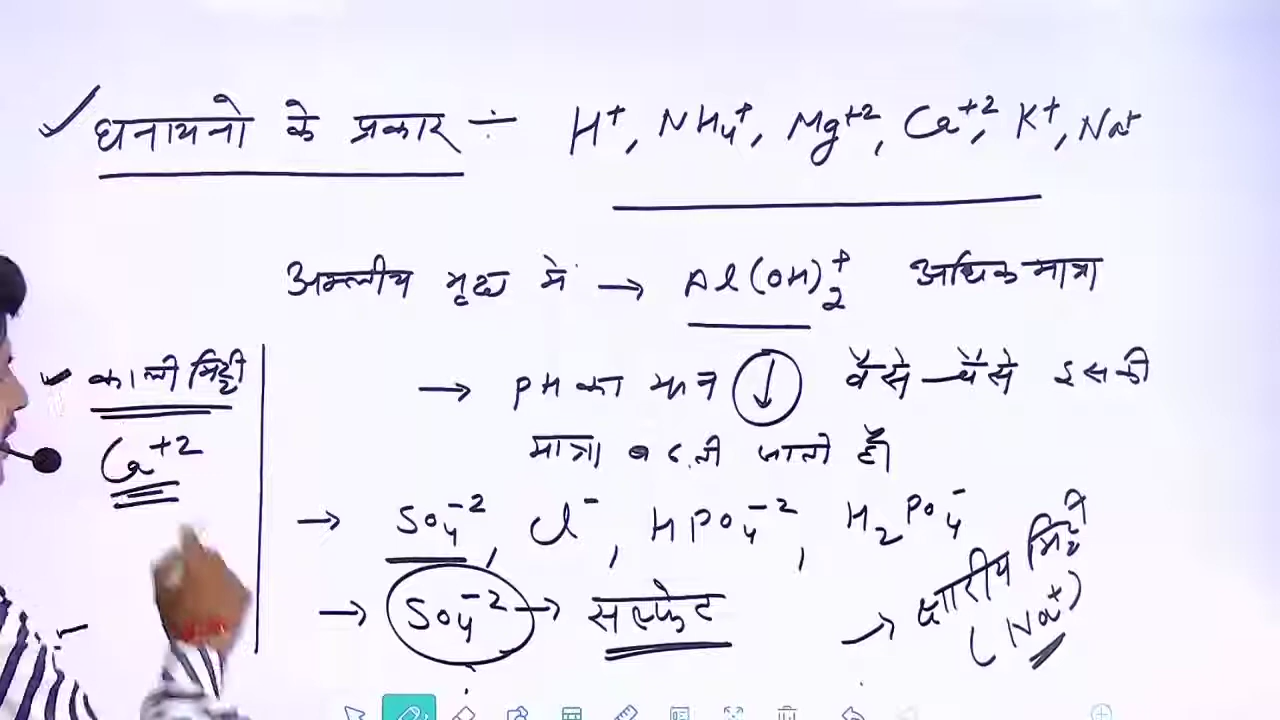 धनायनो के प्रकार ÷ H⁺, NH₄⁺, Mg⁺², Ca⁺², K⁺, Na⁺
अम्लीय मृदा में → Al(OH)₂⁺ अधिक मात्रा
→ pH का मान ↓ वैसे-वैसे इसकी
मात्रा बढ़ती जाती है।
काली मिट्टी
Ca⁺²
→ SO₄⁻², Cl⁻, HPO₄⁻², H₂PO₄⁻
→ SO₄⁻² → सल्फेट
→ क्षारीय मिट्टी
(Na⁺)